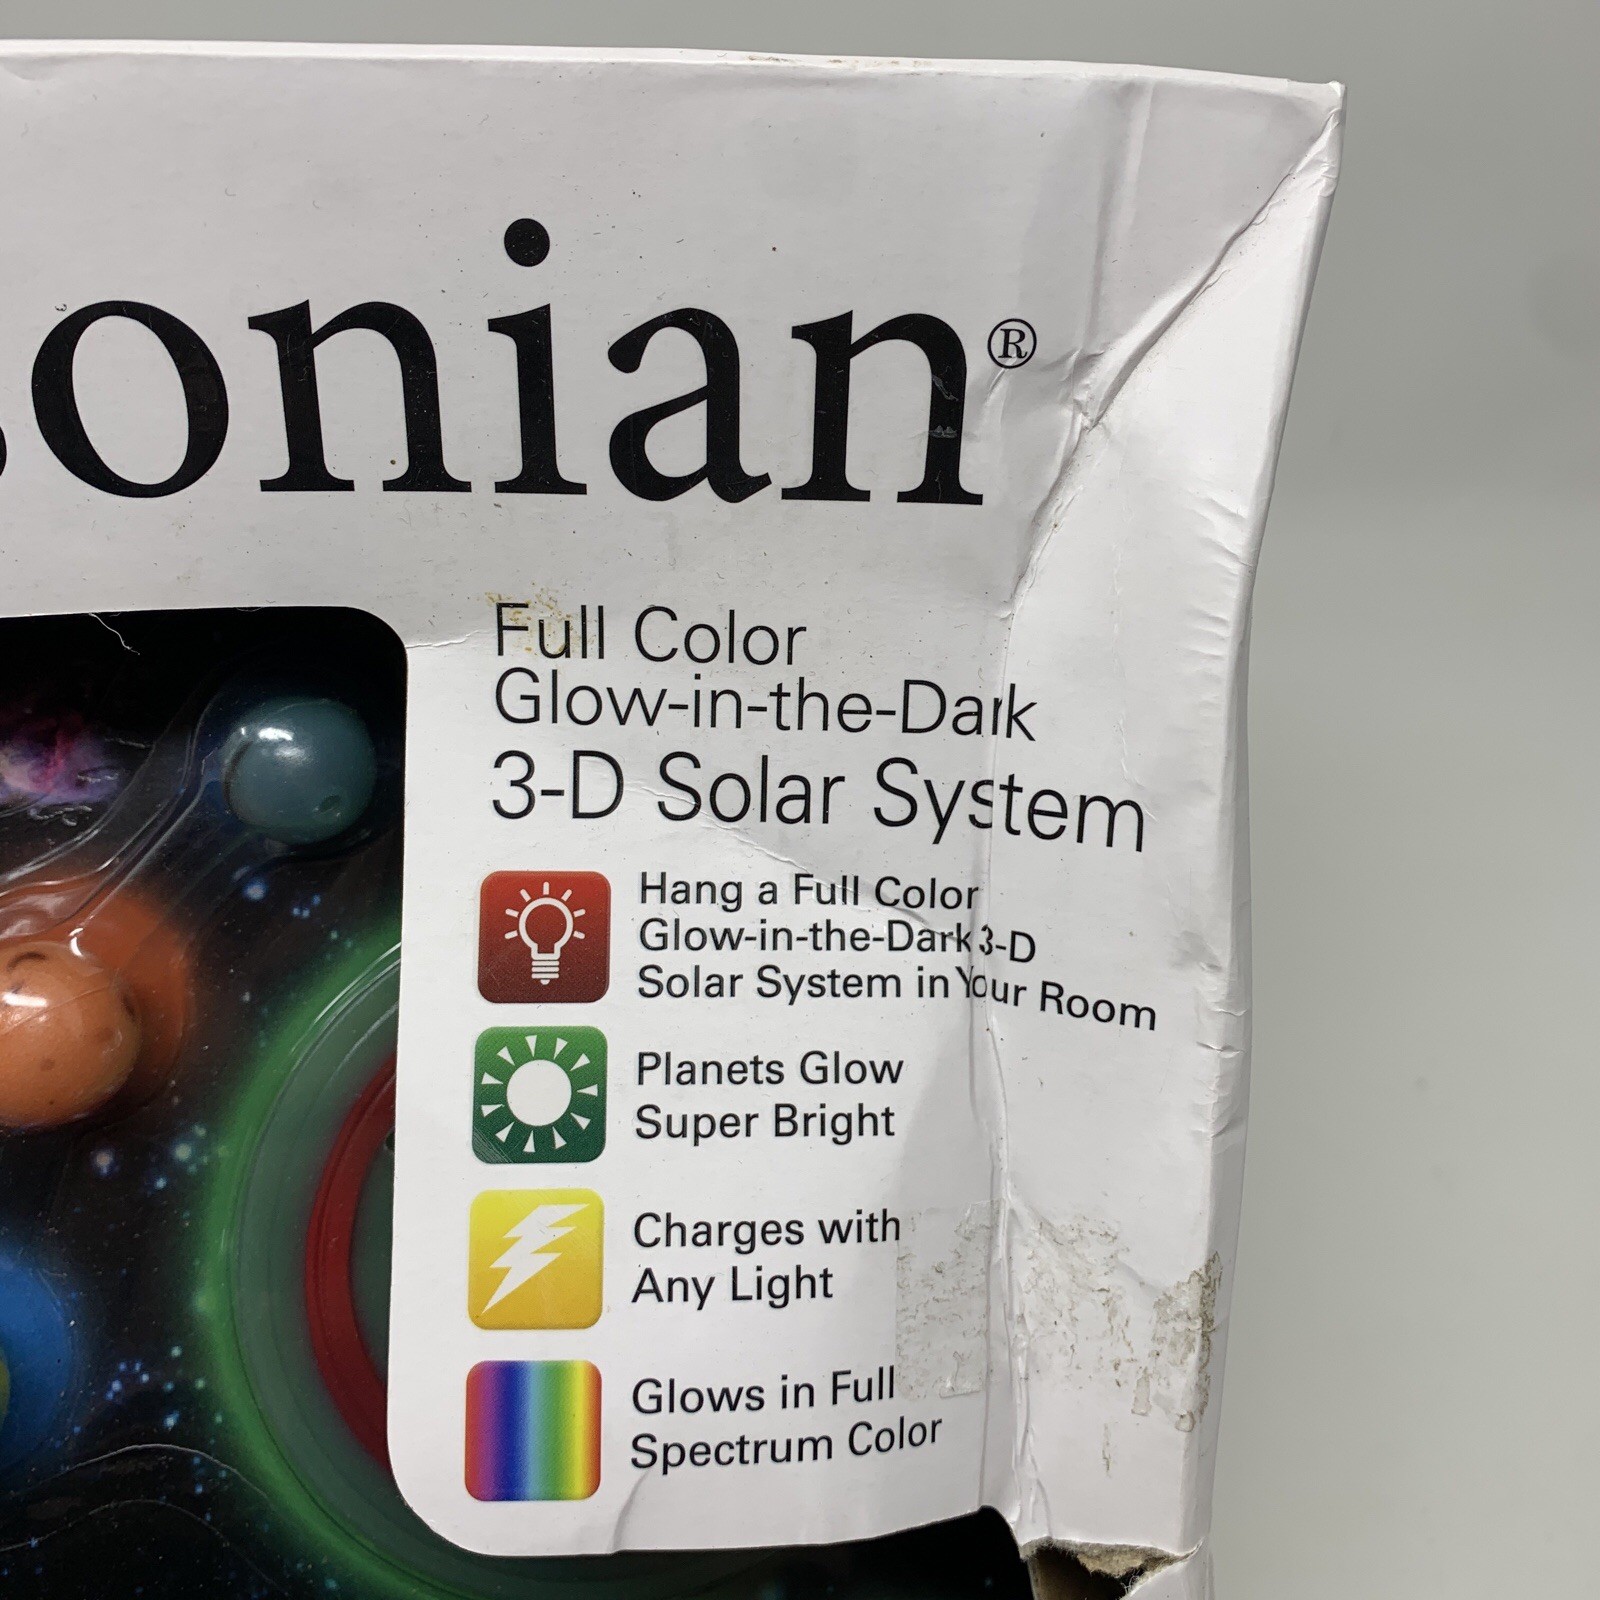 sonian®
Full Color
Glow-in-the-Dark
3-D Solar System
Hang a Full Color
Glow-in-the-Dark 3-D
Solar System in Your Room
Planets Glow
Super Bright
Charges with
Any Light
Glows in Full
Spectrum Color